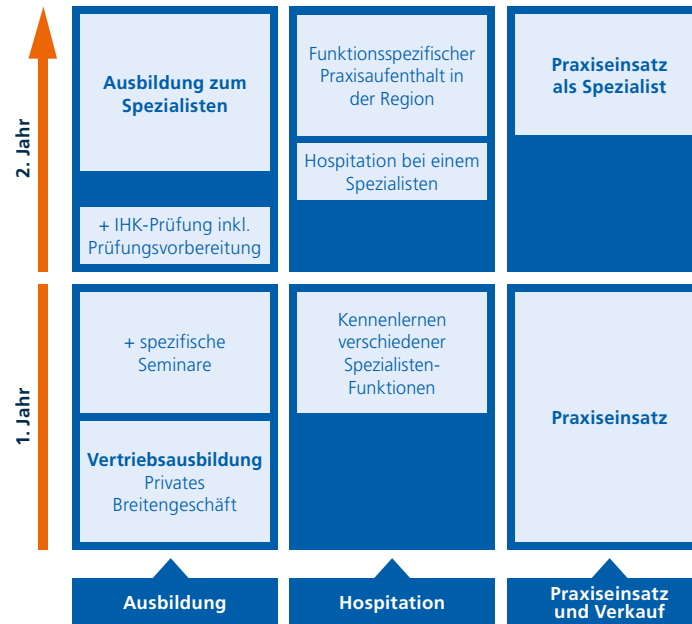 2. Jahr
Ausbildung zum
Spezialisten
+ IHK-Prüfung inkl.
Prüfungsvorbereitung
Funktionsspezifischer
Praxisaufenthalt in
der Region
Hospitation bei einem
Spezialisten
Praxiseinsatz
als Spezialist
1. Jahr
+ spezifische
Seminare
Vertriebsausbildung
Privates
Breitengeschäft
Kennenlernen
verschiedener
Spezialisten-
Funktionen
Praxiseinsatz
Ausbildung
Hospitation
Praxiseinsatz
und Verkauf